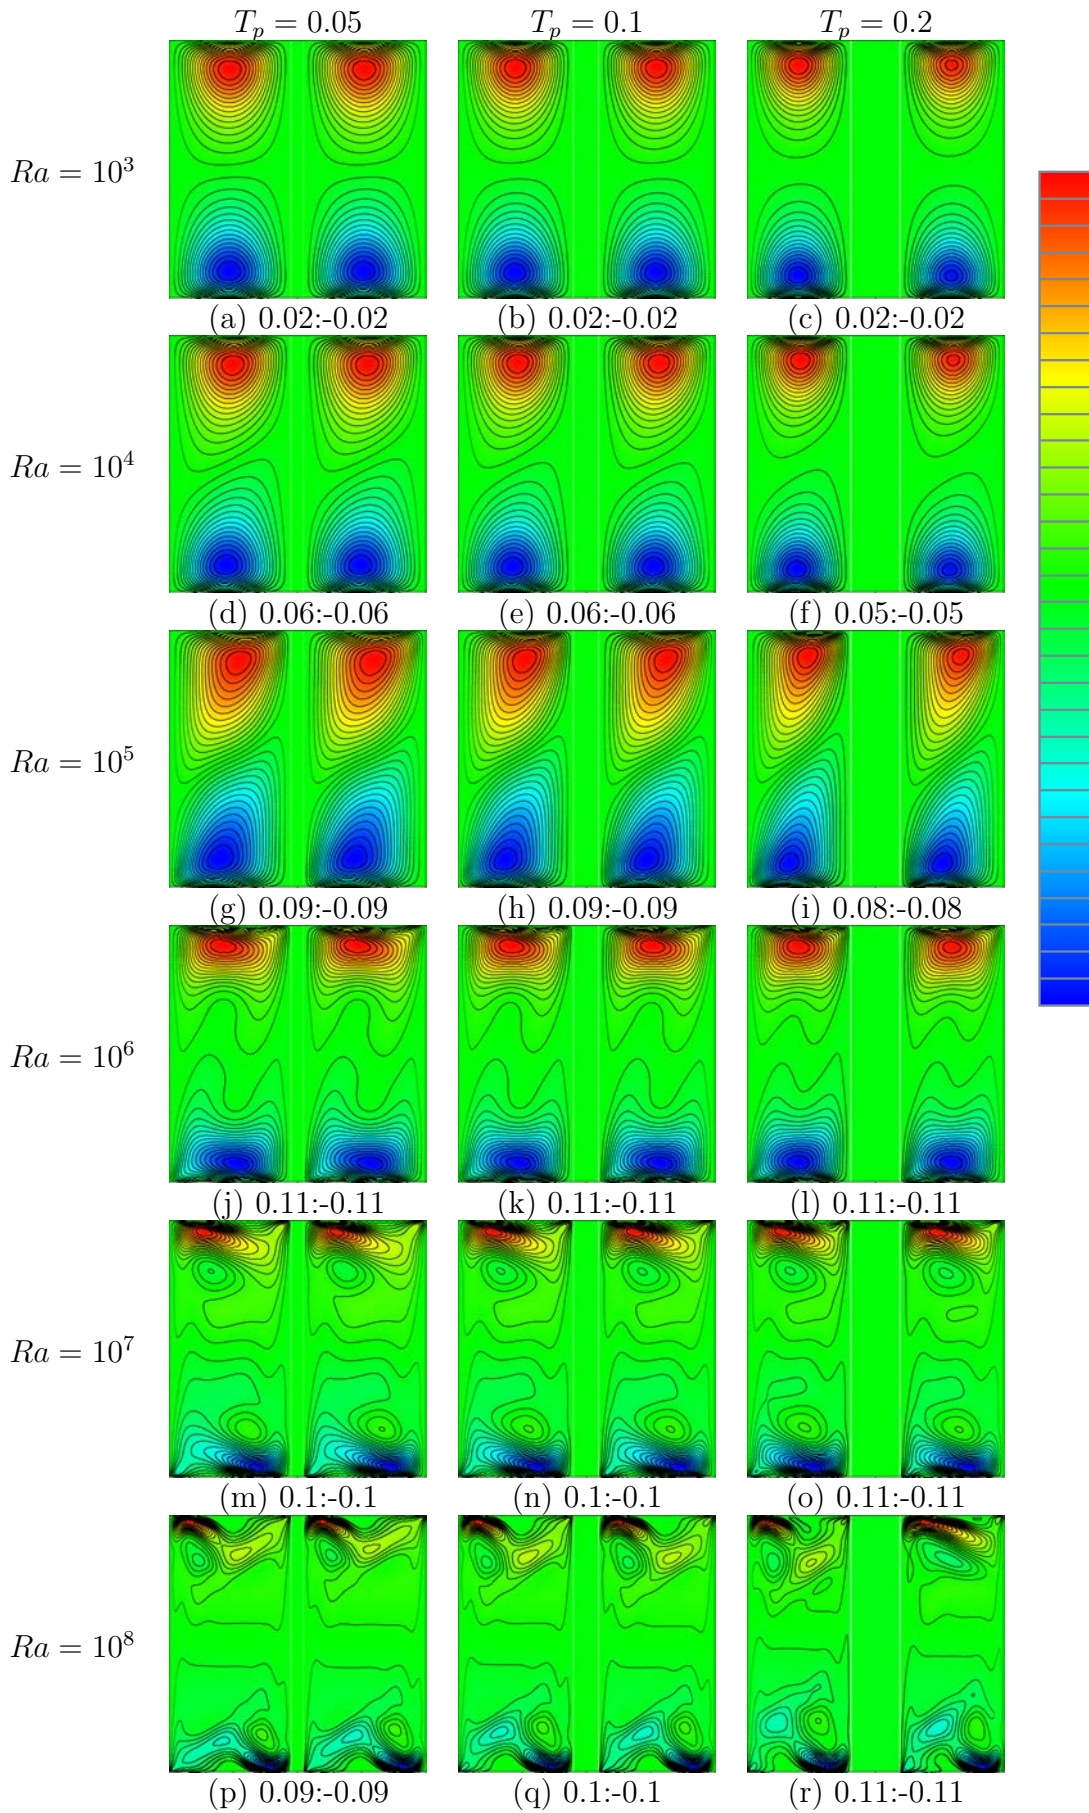 T_p = 0.05 T_p = 0.1 T_p = 0.2
Ra = 10^3
(a) 0.02:-0.02 (b) 0.02:-0.02 (c) 0.02:-0.02
Ra = 10^4
(d) 0.06:-0.06 (e) 0.06:-0.06 (f) 0.05:-0.05
Ra = 10^5
(g) 0.09:-0.09 (h) 0.09:-0.09 (i) 0.08:-0.08
Ra = 10^6
(j) 0.11:-0.11 (k) 0.11:-0.11 (l) 0.11:-0.11
Ra = 10^7
(m) 0.1:-0.1 (n) 0.1:-0.1 (o) 0.11:-0.11
Ra = 10^8
(p) 0.09:-0.09 (q) 0.1:-0.1 (r) 0.11:-0.11